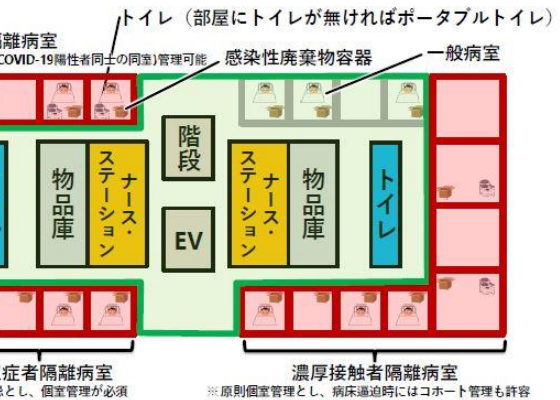 トイレ（部屋にトイレが無ければポータブルトイレ）
離病室
COVID-19陽性者同士の同室)管理可能
感染性廃棄物容器
一般病室
階段
物品庫
ナース・
ステーション
EV
ナース・
ステーション
物品庫
トイレ
症者隔離病室
とし、個室管理が必須
濃厚接触者隔離病室
※原則個室管理とし、病床逼迫時にはコホート管理も許容